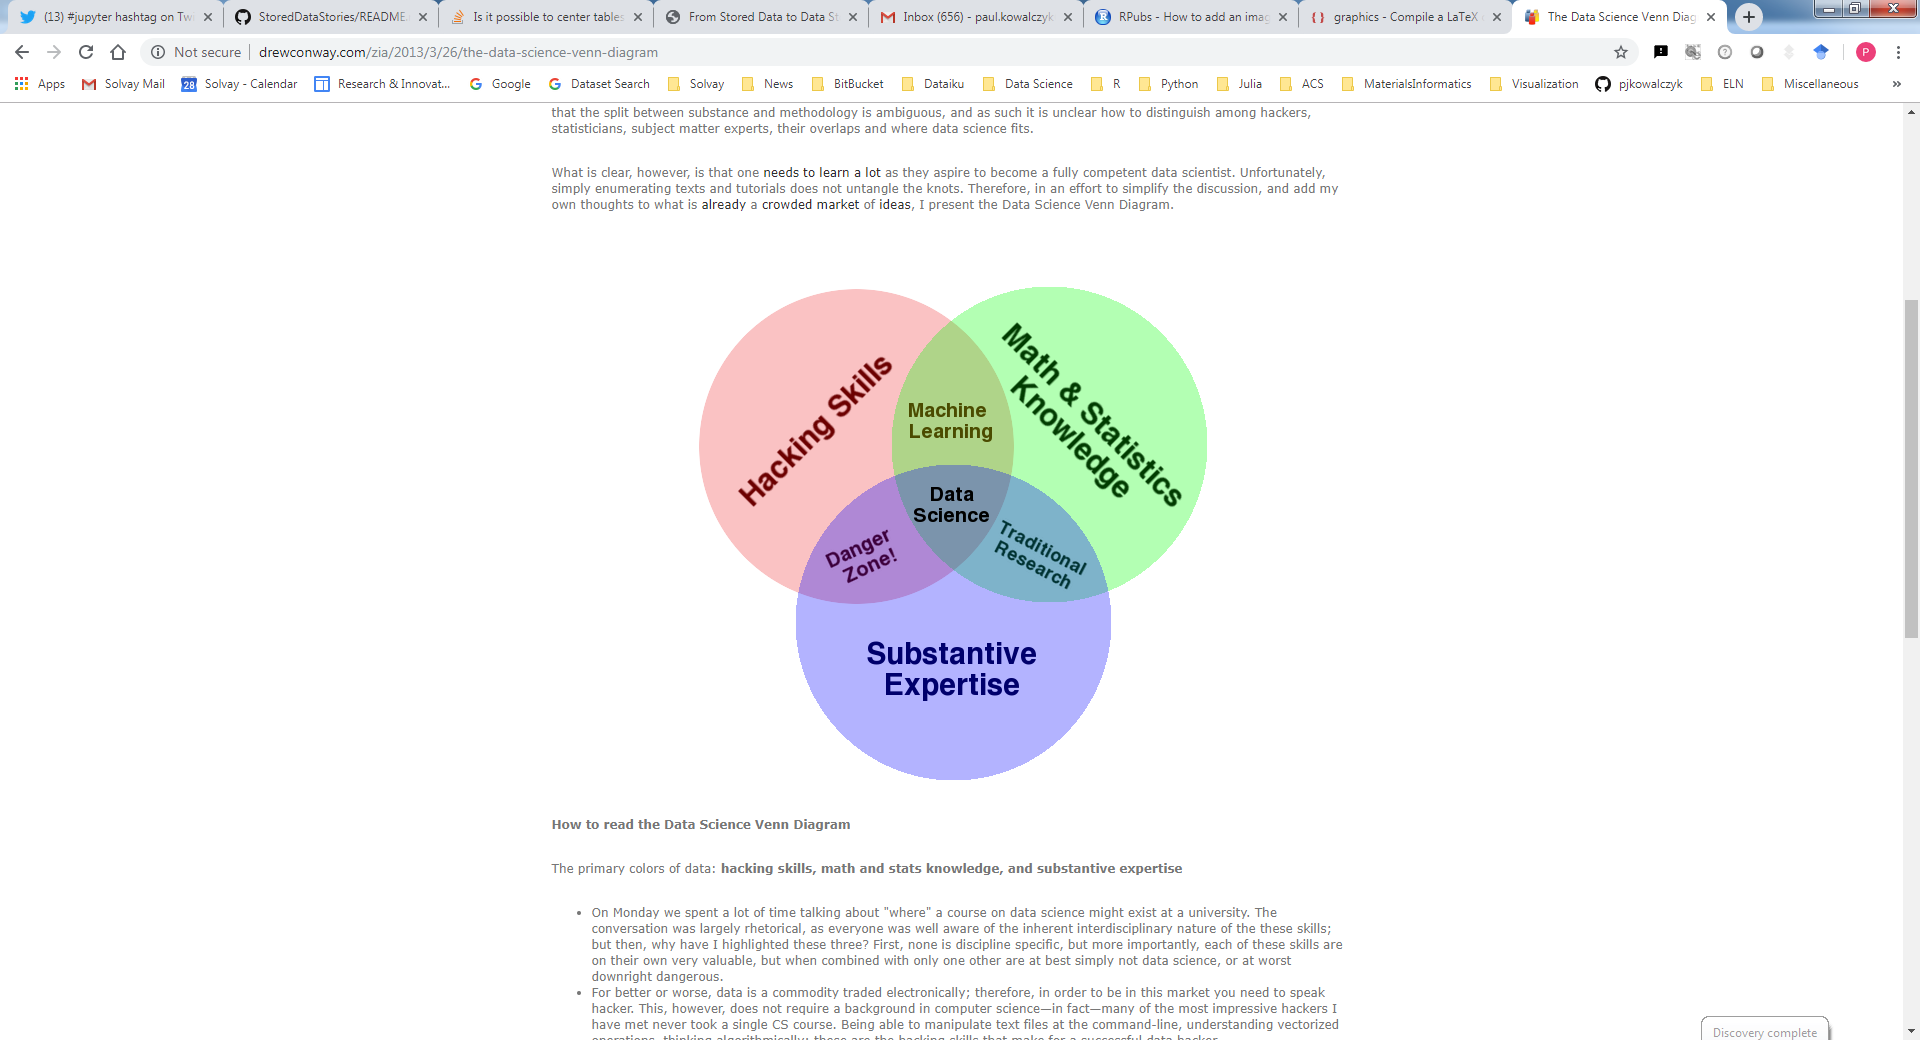 (13) #jupyter hashtag on Tw
StoredDataStories/README.
Is it possible to center tables
From Stored Data to Data St
Inbox (656) - paul.kowalczyk
RPubs - How to add an imag
graphics - Compile a LaTeX
The Data Science Venn Diag
Not secure
drewconway.com/zia/2013/3/26/the-data-science-venn-diagram
P
Apps
Solvay Mail
28
Solvay - Calendar
Research & Innovat...
Google
Dataset Search
Solvay
News
BitBucket
Dataiku
Data Science
R
Python
Julia
ACS
MaterialsInformatics
Visualization
pjkowalczyk
ELN
Miscellaneous
»
that the split between substance and methodology is ambiguous, and as such it is unclear how to distinguish among hackers,
statisticians, subject matter experts, their overlaps and where data science fits.
What is clear, however, is that one needs to learn a lot as they aspire to become a fully competent data scientist. Unfortunately,
simply enumerating texts and tutorials does not untangle the knots. Therefore, in an effort to simplify the discussion, and add my
own thoughts to what is already a crowded market of ideas, I present the Data Science Venn Diagram.
Hacking Skills
Math & Statistics
Knowledge
Machine
Learning
Data
Science
Danger
Zone!
Traditional
Research
Substantive
Expertise
How to read the Data Science Venn Diagram
The primary colors of data: hacking skills, math and stats knowledge, and substantive expertise
• On Monday we spent a lot of time talking about "where" a course on data science might exist at a university. The
conversation was largely rhetorical, as everyone was well aware of the inherent interdisciplinary nature of the these skills;
but then, why have I highlighted these three? First, none is discipline specific, but more importantly, each of these skills are
on their own very valuable, but when combined with only one other are at best simply not data science, or at worst
downright dangerous.
• For better or worse, data is a commodity traded electronically; therefore, in order to be in this market you need to speak
hacker. This, however, does not require a background in computer science—in fact—many of the most impressive hackers I
have met never took a single CS course. Being able to manipulate text files at the command-line, understanding vectorized
operations, thinking algorithmically; these are the hacking skills that make for a successful data hacker.
Discovery complete